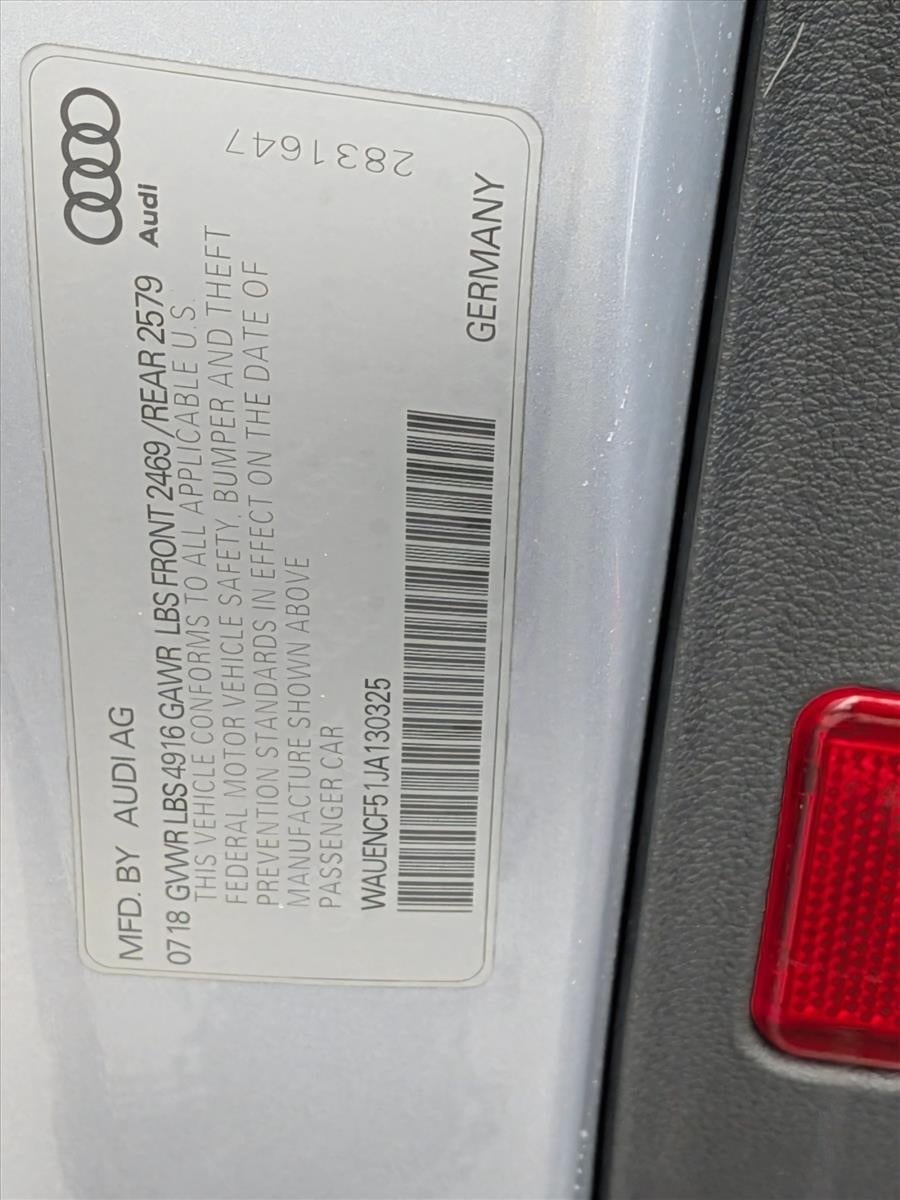 MFD. BY AUDI AG
Audi
0718 GWWR LBS 4916 GAWR LBS FRONT 2469 /REAR 2579
THIS VEHICLE CONFORMS TO ALL APPLICABLE U.S.
FEDERAL MOTOR VEHICLE SAFETY, BUMPER AND THEFT
PREVENTION STANDARDS IN EFFECT ON THE DATE OF
MANUFACTURE SHOWN ABOVE
PASSENGER CAR
2831647
WAUENCF51JA130325
GERMANY